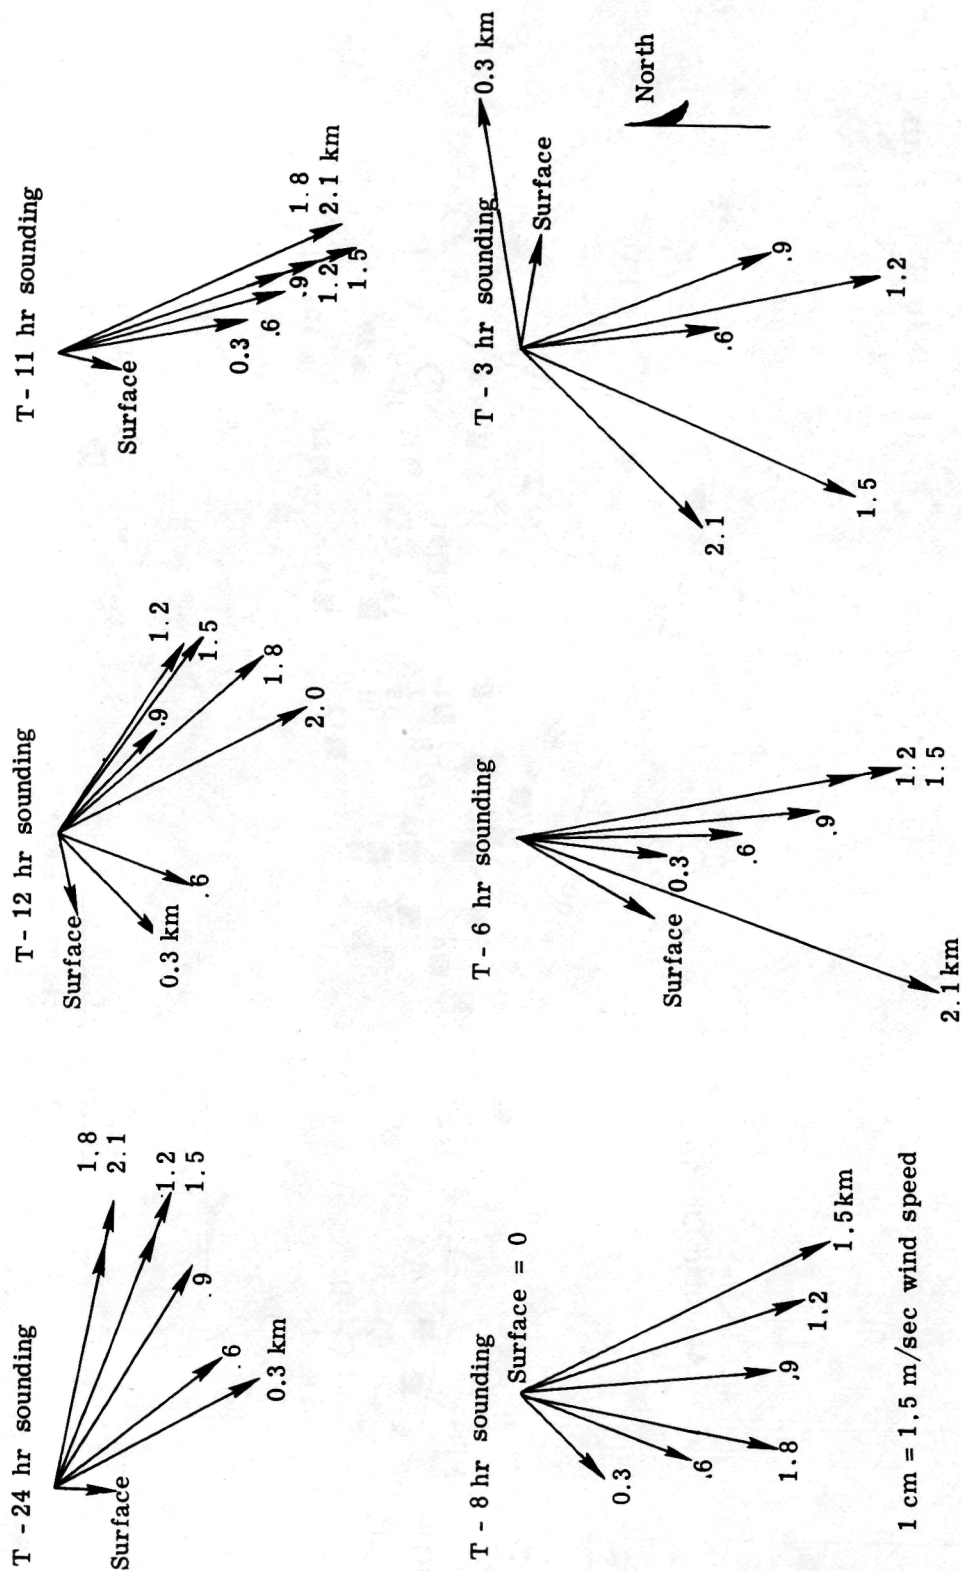 T - 24 hr sounding
1.8
2.1
1.2
1.5
.9
.6
0.3 km
Surface
T - 12 hr sounding
1.2
1.5
.9
1.8
2.0
Surface
.6
0.3 km
T - 11 hr sounding
1.8
2.1 km
Surface
.9
1.2
1.5
0.3
.6
T - 8 hr sounding
Surface = 0
0.3
.6
1.8
.9
1.2
1.5 km
T - 6 hr sounding
Surface
0.3
.6
.9
1.2
1.5
2.1 km
T - 3 hr sounding
0.3 km
Surface
.6
.9
1.2
2.1
1.5
North
1 cm = 1.5 m/sec wind speed